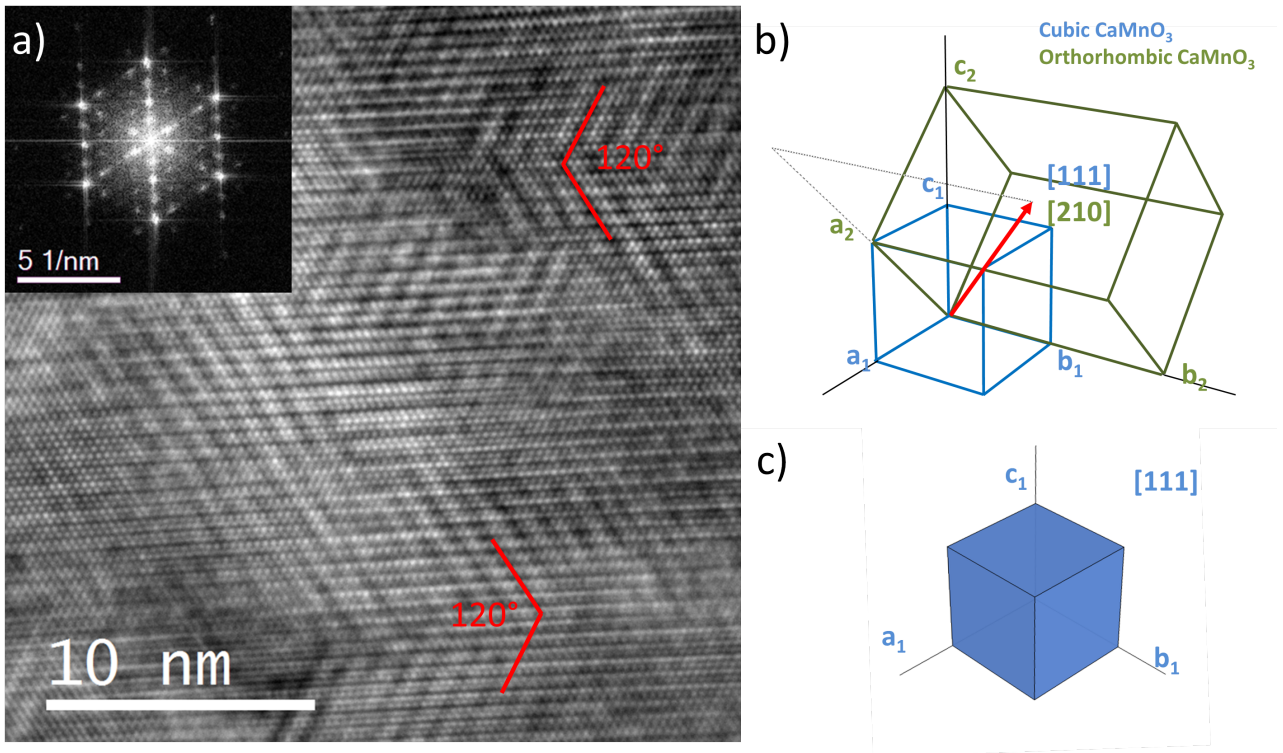 a)
5 1/nm
120°
120°
10 nm
b)
Cubic CaMnO₃
Orthorhombic CaMnO₃
c₂
c₁
[111]
[210]
a₂
a₁
b₁
b₂
c)
c₁
[111]
a₁
b₁